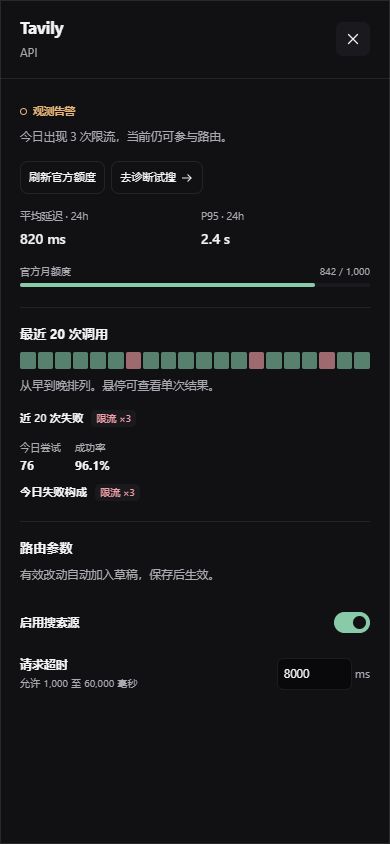 Tavily
API
观测告警
今日出现 3 次限流，当前仍可参与路由。
刷新官方额度 去诊断试搜 →
平均延迟 · 24h P95 · 24h
820 ms 2.4 s
官方月额度 842 / 1,000
最近 20 次调用
从早到晚排列。悬停可查看单次结果。
近 20 次失败 限流 ×3
今日尝试 成功率
76 96.1%
今日失败构成 限流 ×3
路由参数
有效改动自动加入草稿，保存后生效。
启用搜索源
请求超时 8000 ms
允许 1,000 至 60,000 毫秒